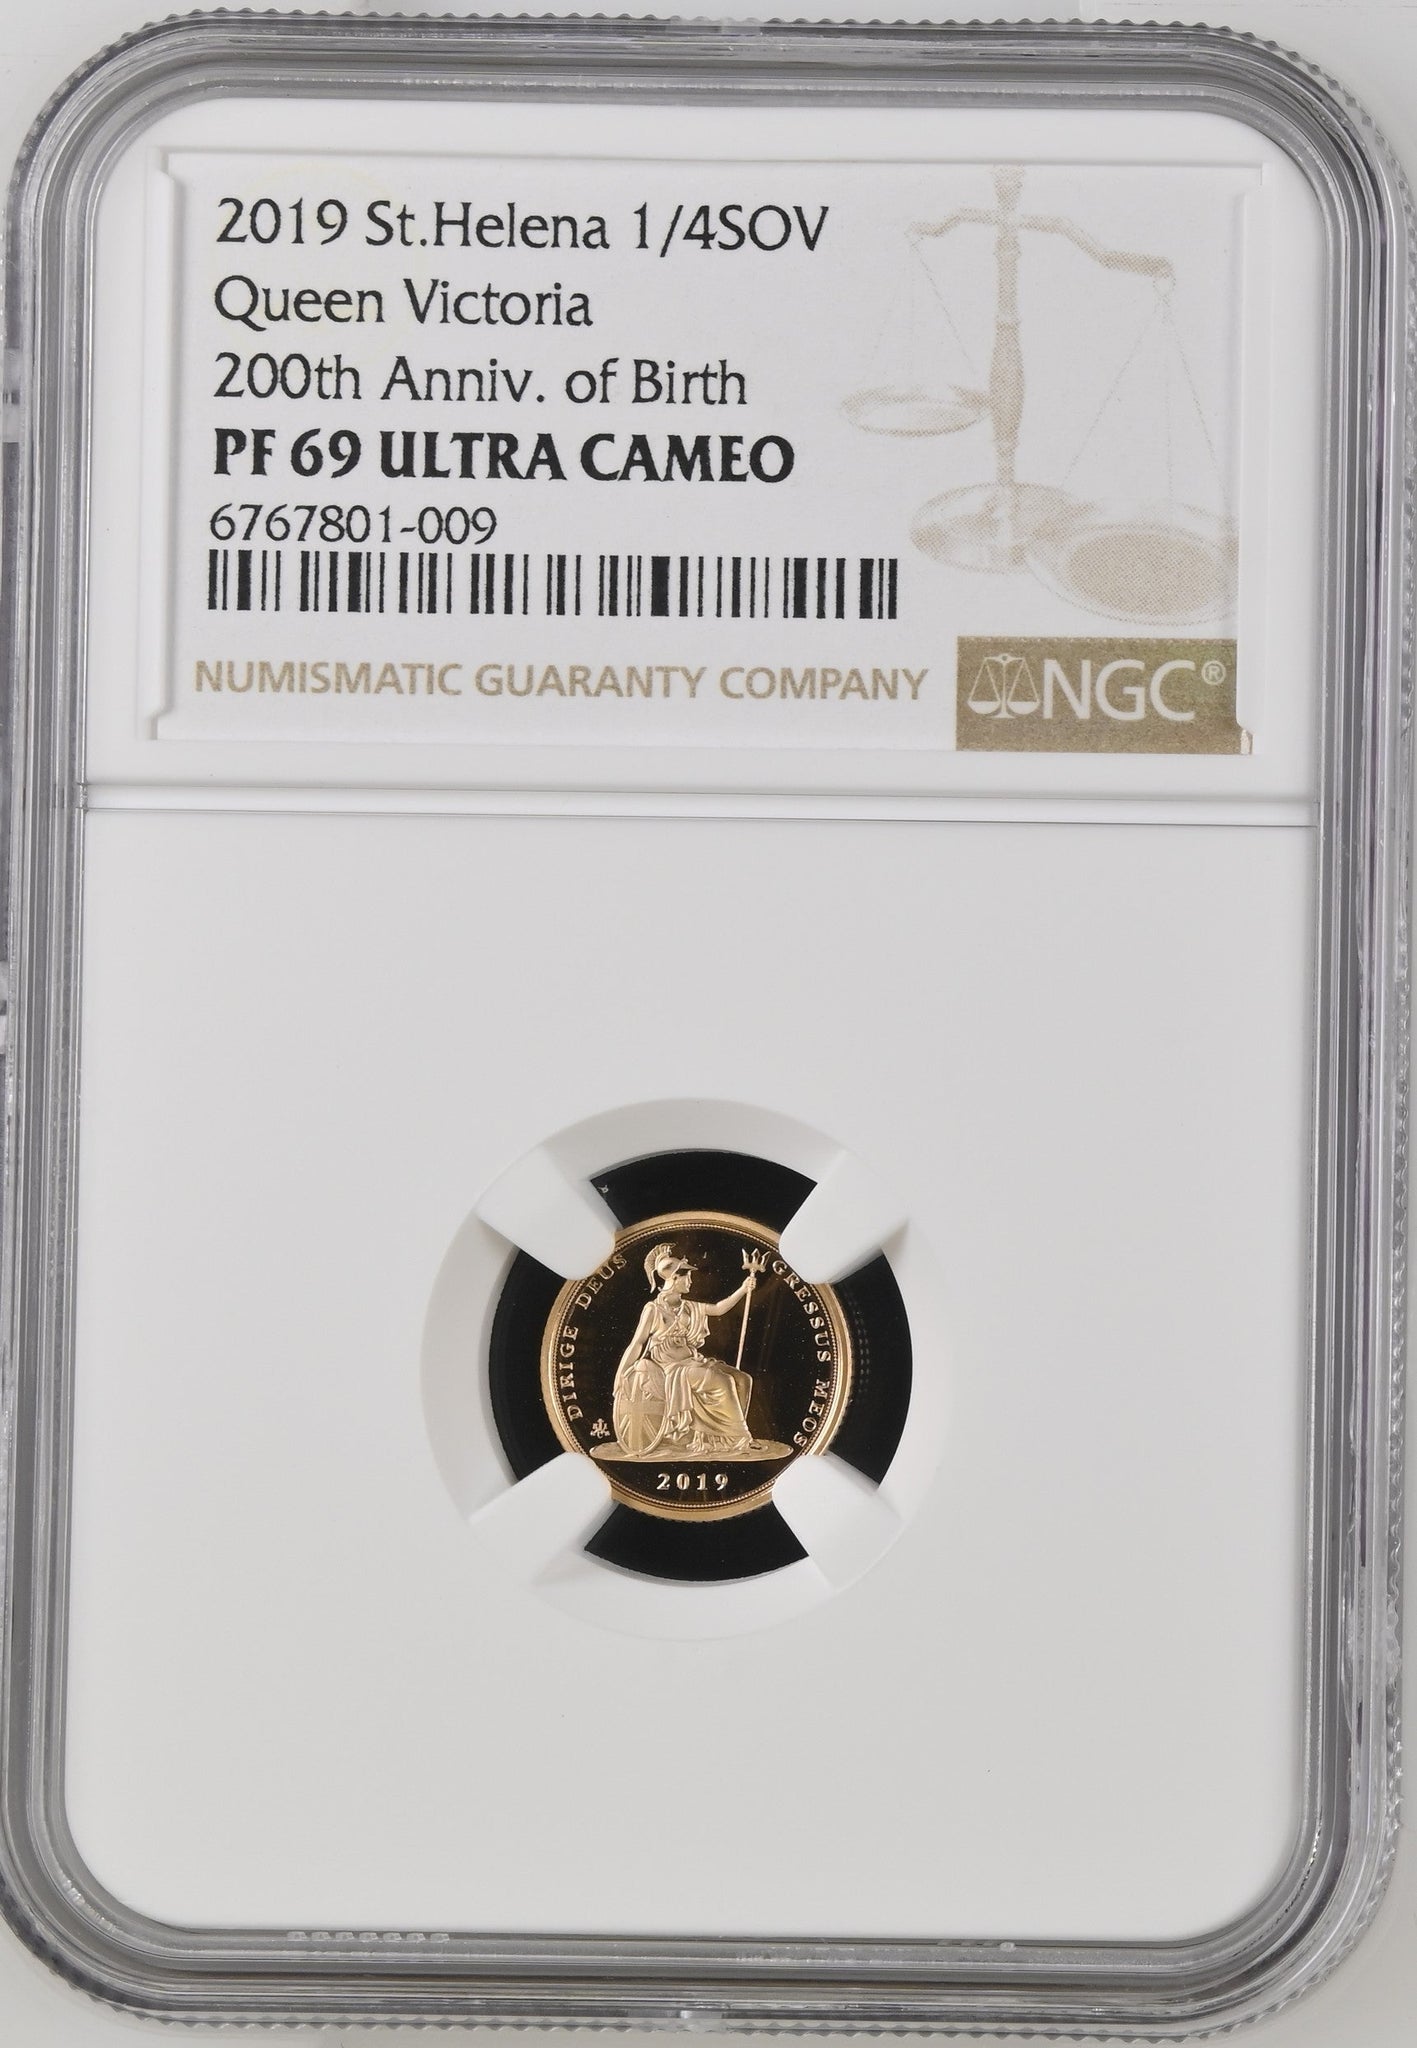 2019 St.Helena 1/4SOV
Queen Victoria
200th Anniv. of Birth
PF 69 ULTRA CAMEO
6767801-009
NUMISMATIC GUARANTY COMPANY
NGC®
DIRIGE DEUS GRESSUS MEOS
2019